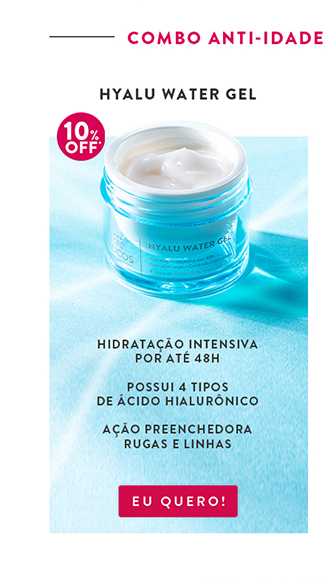 COMBO ANTI-IDADE
HYALU WATER GEL
10%
OFF*
HYALU WATER GEL
HIDRATAÇÃO INTENSIVA
POR ATÉ 48H
POSSUI 4 TIPOS
DE ÁCIDO HIALURÔNICO
AÇÃO PREENCHEDORA
RUGAS E LINHAS
EU QUERO!